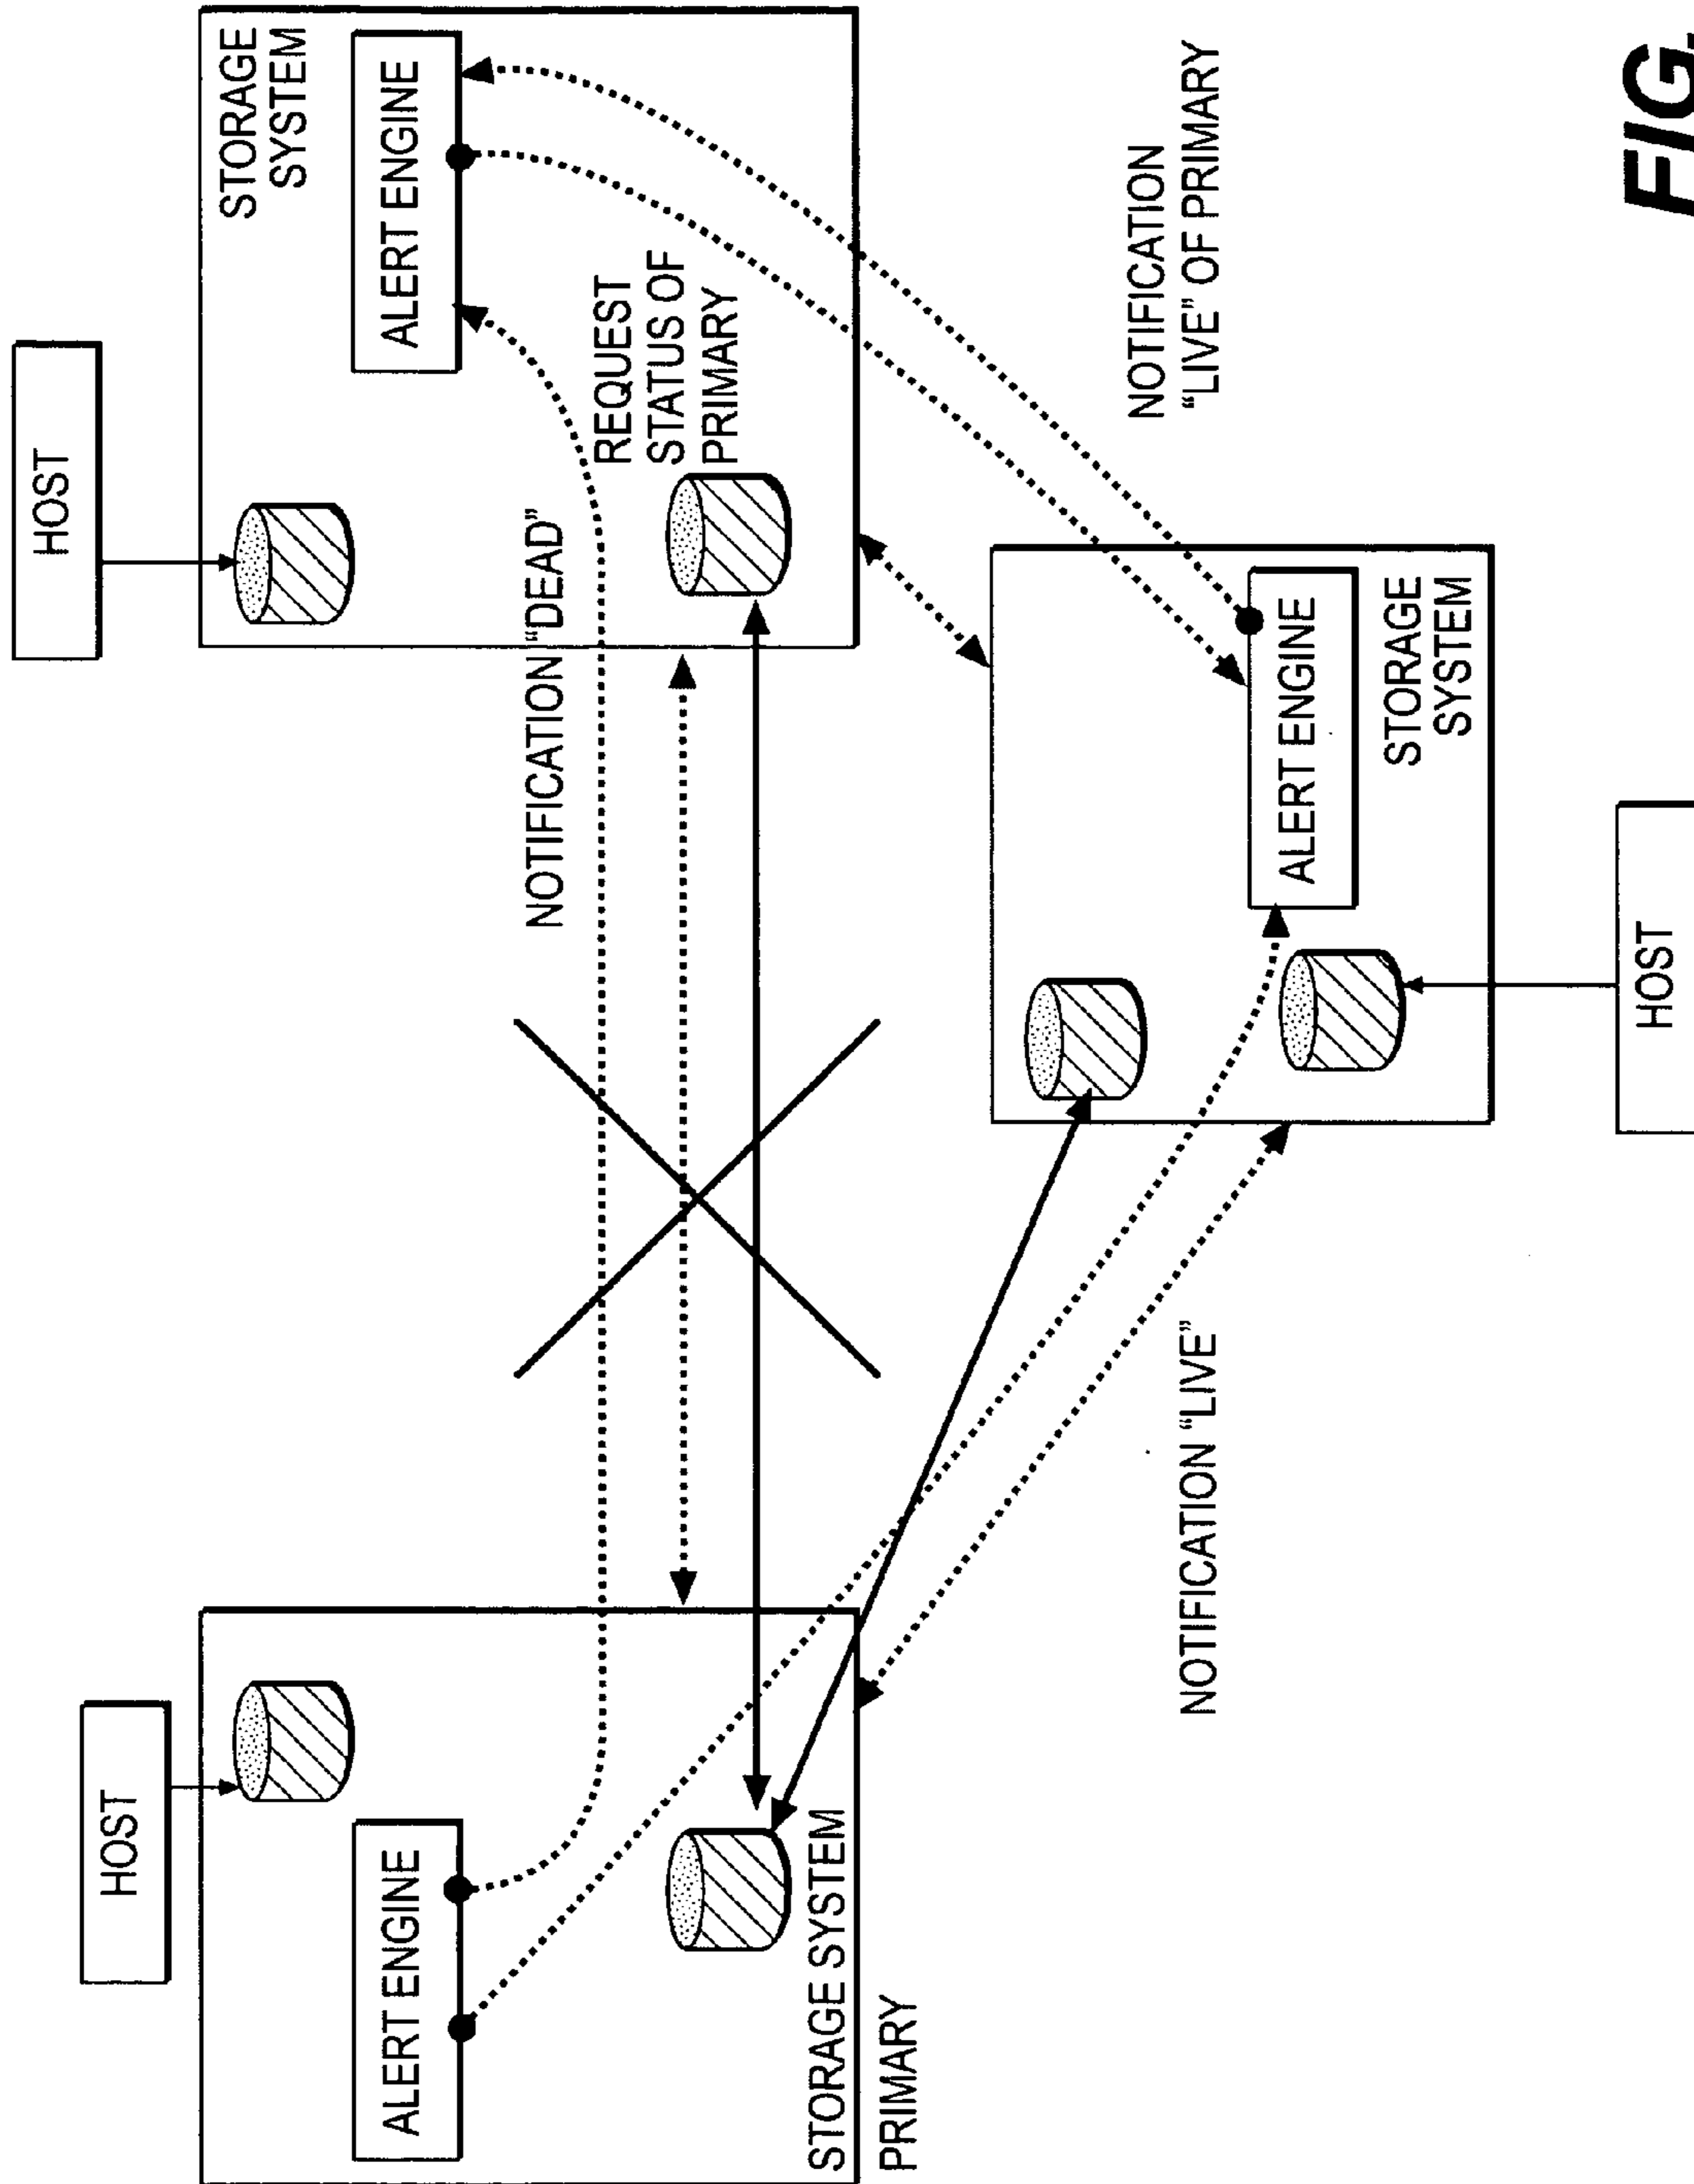 HOST
HOST
STORAGE
SYSTEM
ALERT ENGINE
ALERT ENGINE
NOTIFICATION "DEAD"
REQUEST
STATUS OF
PRIMARY
STORAGE SYSTEM
PRIMARY
NOTIFICATION
"LIVE" OF PRIMARY
NOTIFICATION "LIVE"
ALERT ENGINE
STORAGE
SYSTEM
HOST
FIG.